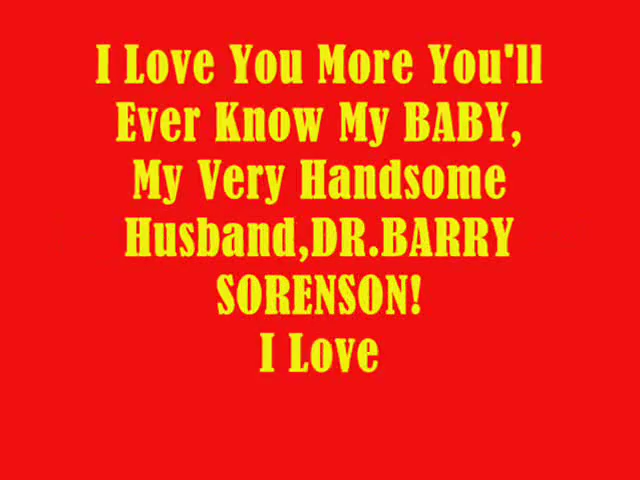 I Love You More You'll
Ever Know My BABY,
My Very Handsome
Husband,DR.BARRY
SORENSON!
I Love